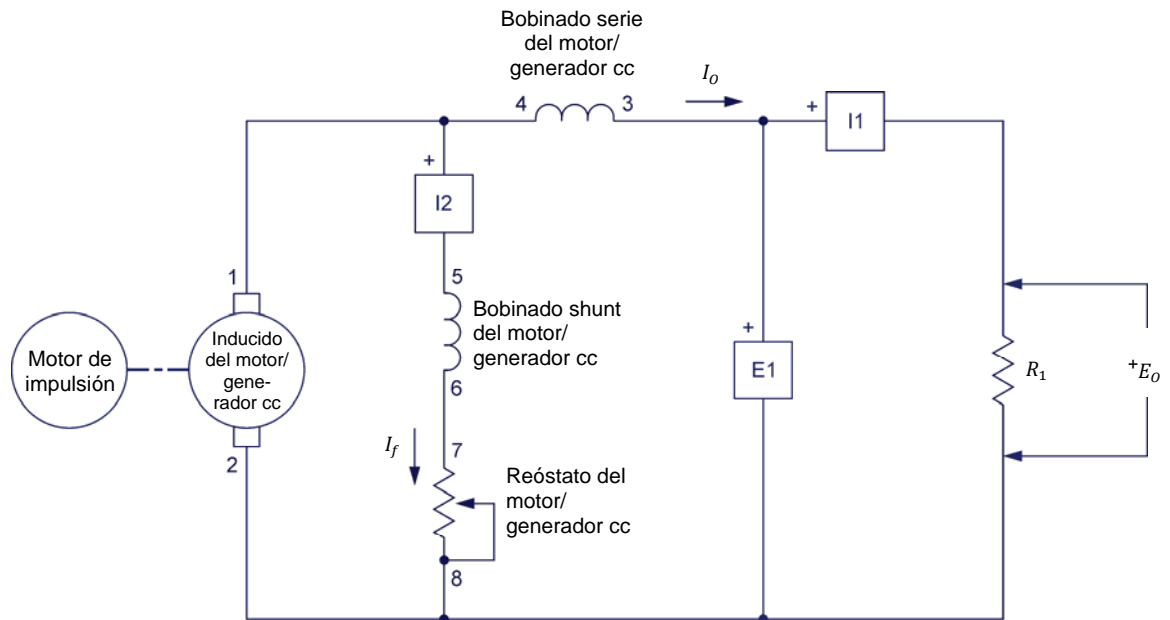 Bobinado serie
del motor/
generador cc
I_O
4
3
+
I1
+
I2
1
5
Bobinado shunt
del motor/
generador cc
+
E1
Motor de
impulsión
Inducido
del motor/
gene-
rador cc
R_1
+E_O
6
2
I_f
7
Reóstato del
motor/
generador cc
8